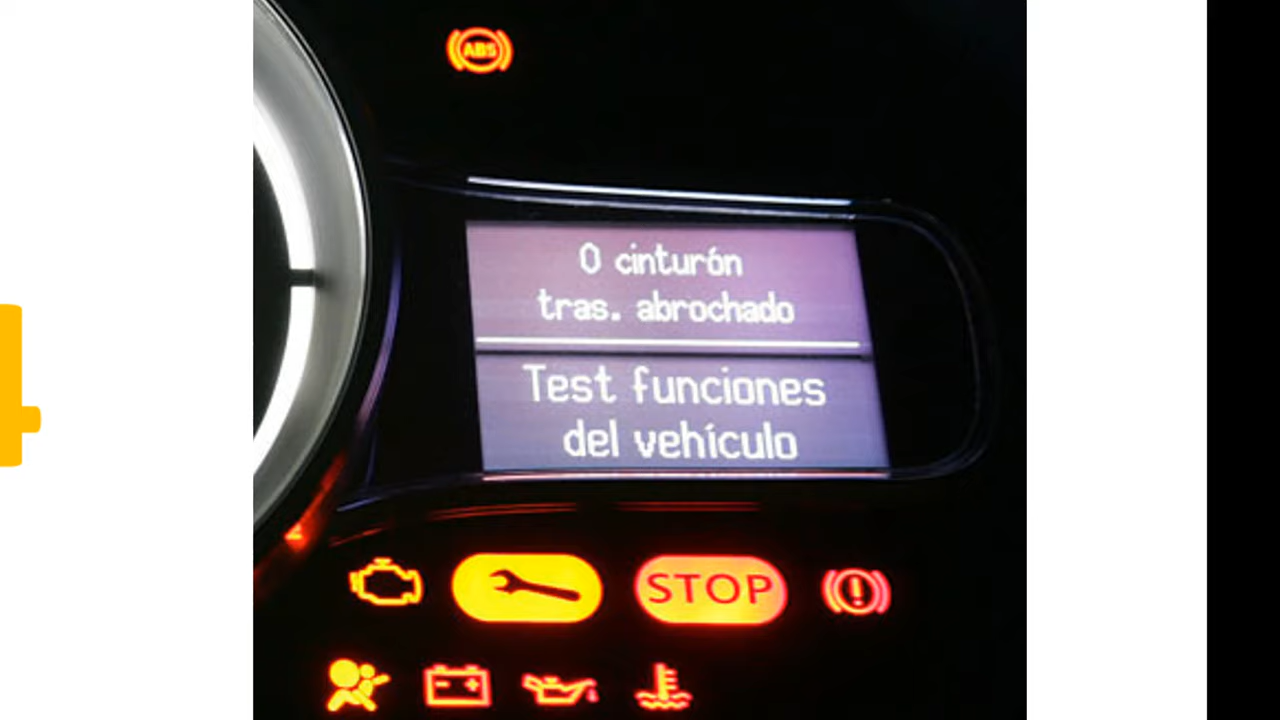 ABS
0 cinturón
tras. abrochado
Test funciones
del vehículo
STOP